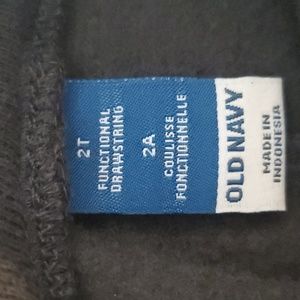 2T
FUNCTIONAL
DRAWSTRING
2A
COULISSE
FONCTIONNELLE
OLD NAVY
MADE IN
INDONESIA